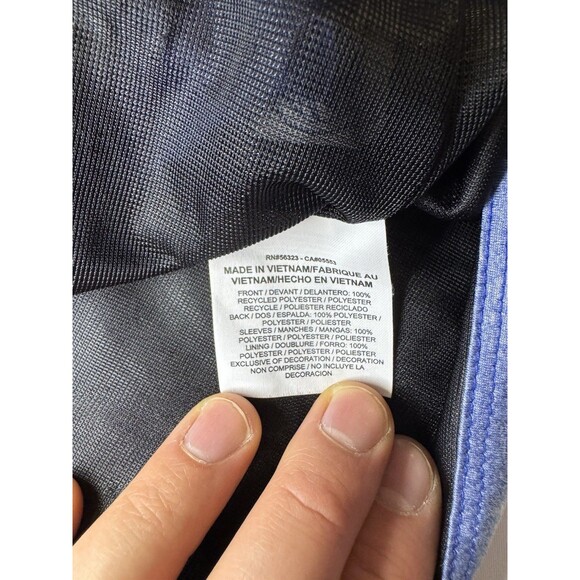 RN#56323 - CA#05553
MADE IN VIETNAM/FABRIQUE AU
VIETNAM/HECHO EN VIETNAM
FRONT / DEVANT / DELANTERO: 100%
RECYCLED POLYESTER / POLYESTER
RECYCLE / POLIESTER RECICLADO
BACK / DOS / ESPALDA: 100% POLYESTER /
POLYESTER / POLIESTER
SLEEVES / MANCHES / MANGAS: 100%
POLYESTER / POLYESTER / POLIESTER
LINING / DOUBLURE / FORRO: 100%
POLYESTER / POLYESTER / POLIESTER
EXCLUSIVE OF DECORATION / DECORATION
NON COMPRISE / NO INCLUYE LA
DECORACION